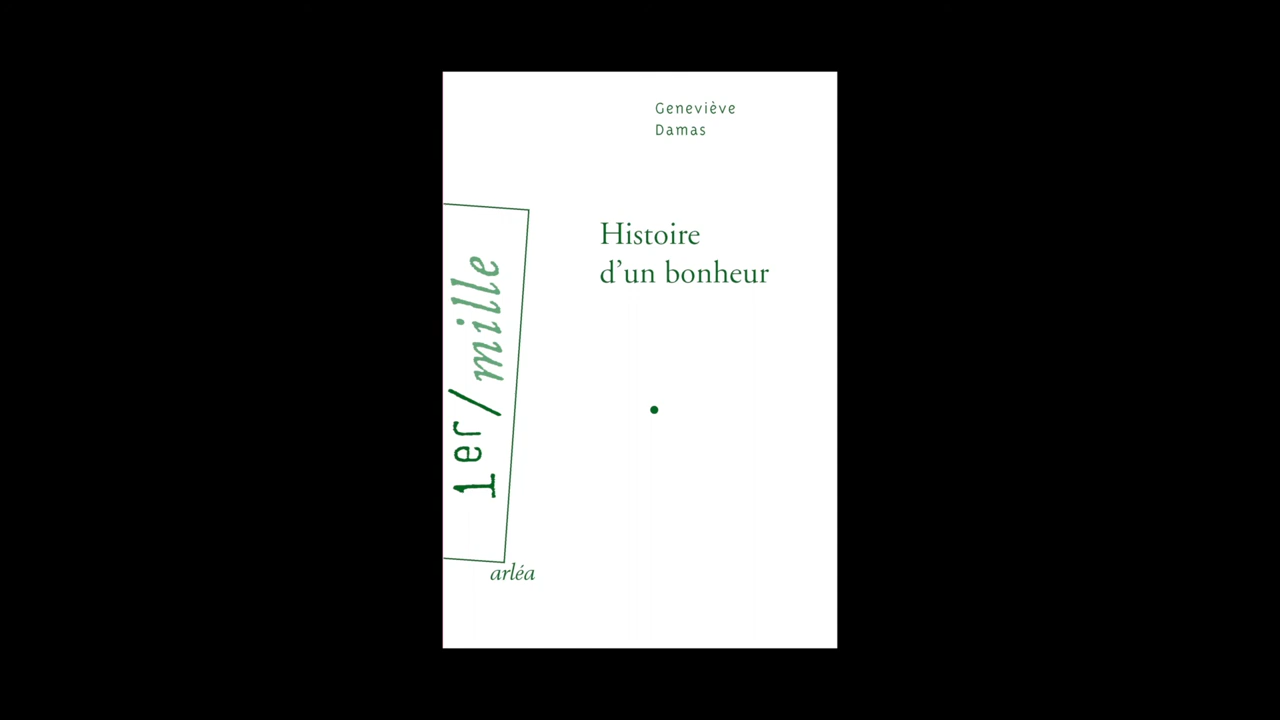 Geneviève
Damas
Histoire
d’un bonheur
1er/mille
arléa